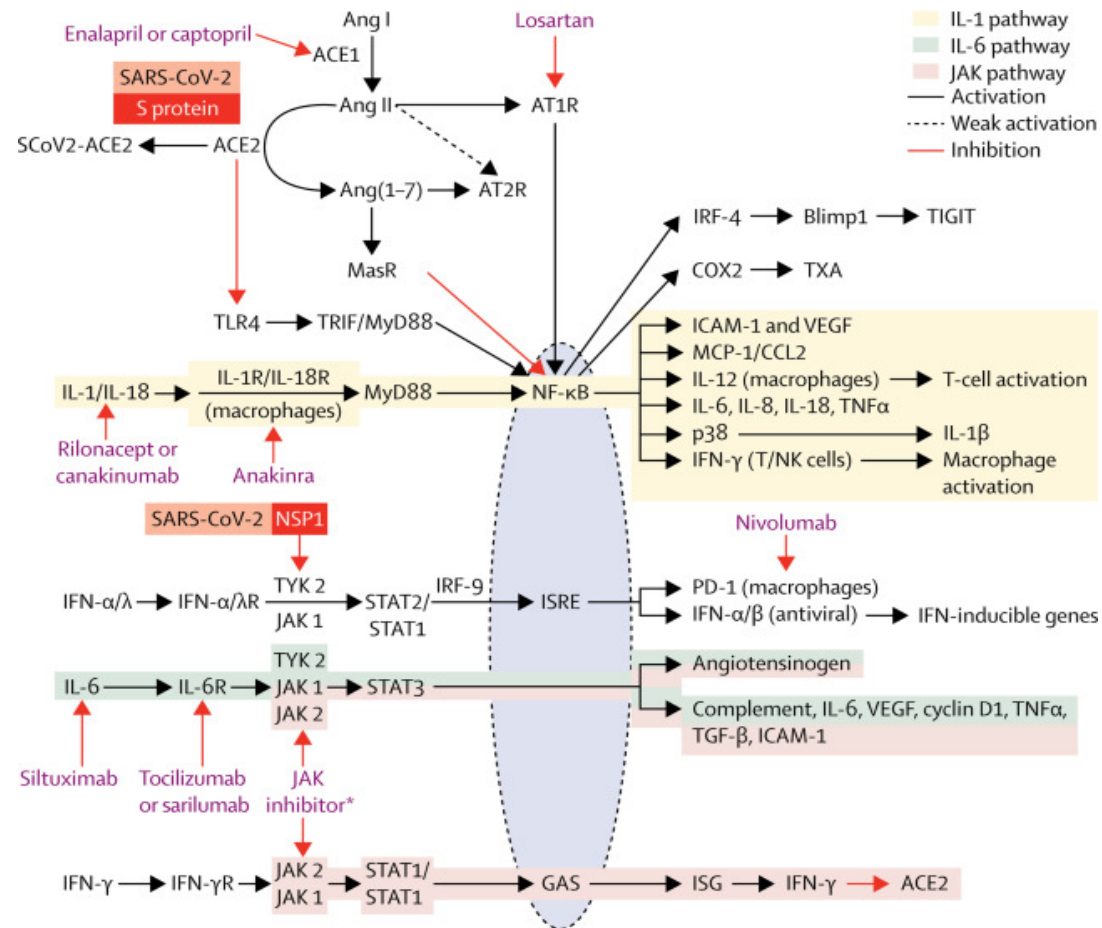 Ang I
Losartan
IL-1 pathway
Enalapril or captopril
ACE1
IL-6 pathway
SARS-CoV-2
JAK pathway
S protein
Ang II
AT1R
Activation
Weak activation
SCoV2-ACE2
ACE2
Inhibition
Ang(1–7)
AT2R
IRF-4
Blimp1
TIGIT
MasR
COX2
TXA
TLR4
TRIF/MyD88
ICAM-1 and VEGF
MCP-1/CCL2
IL-1/IL-18
IL-1R/IL-18R
(macrophages)
MyD88
NF-κB
IL-12 (macrophages)
T-cell activation
IL-6, IL-8, IL-18, TNFα
p38
IL-1β
Rilonacept or
canakinumab
Anakinra
IFN-γ (T/NK cells)
Macrophage
activation
SARS-CoV-2
NSP1
Nivolumab
IFN-α/λ
IFN-α/λR
TYK 2
JAK 1
STAT2/
STAT1
IRF-9
ISRE
PD-1 (macrophages)
IFN-α/β (antiviral)
IFN-inducible genes
IL-6
IL-6R
TYK 2
JAK 1
JAK 2
STAT3
Angiotensinogen
Complement, IL-6, VEGF, cyclin D1, TNFα,
TGF-β, ICAM-1
Siltuximab
Tocilizumab
or sarilumab
JAK
inhibitor*
IFN-γ
IFN-γR
JAK 2
JAK 1
STAT1/
STAT1
GAS
ISG
IFN-γ
ACE2